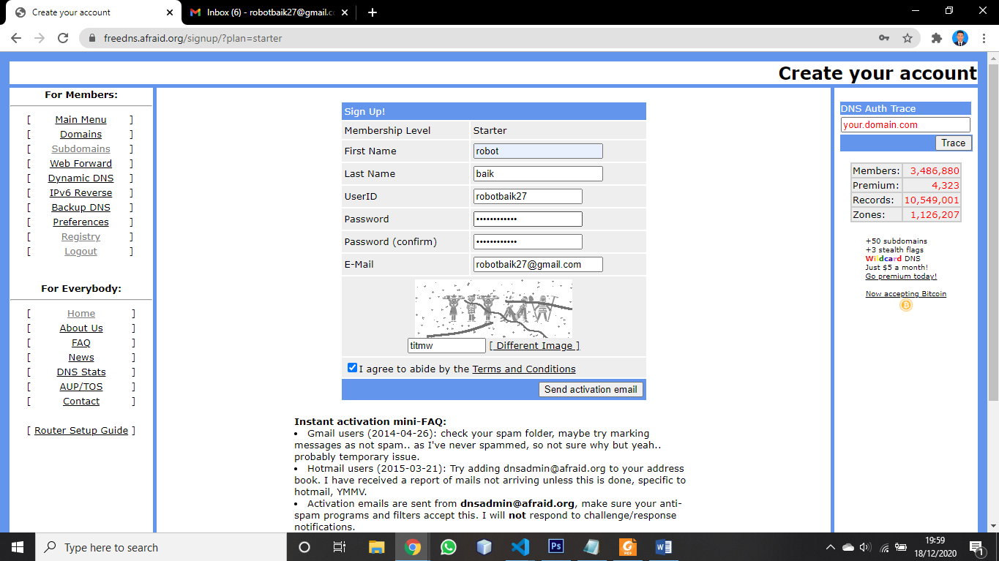 Create your account
Inbox (6) - robotbaik27@gmail.c
freedns.afraid.org/signup/?plan=starter
Create your account
For Members:
[ Main Menu ]
[ Domains ]
[ Subdomains ]
[ Web Forward ]
[ Dynamic DNS ]
[ IPv6 Reverse ]
[ Backup DNS ]
[ Preferences ]
[ Registry ]
[ Logout ]
For Everybody:
[ Home ]
[ About Us ]
[ FAQ ]
[ News ]
[ DNS Stats ]
[ AUP/TOS ]
[ Contact ]
[ Router Setup Guide ]
Sign Up!
Membership Level Starter
First Name robot
Last Name baik
UserID robotbaik27
Password ••••••••••••
Password (confirm) ••••••••••••
E-Mail robotbaik27@gmail.com
TITMW
titmw [ Different Image ]
I agree to abide by the Terms and Conditions
Send activation email
Instant activation mini-FAQ:
• Gmail users (2014-04-26): check your spam folder, maybe try marking
messages as not spam.. as I've never spammed, so not sure why but yeah..
probably temporary issue.
• Hotmail users (2015-03-21): Try adding dnsadmin@afraid.org to your address
book. I have received a report of mails not arriving unless this is done, specific to
hotmail, YMMV.
• Activation emails are sent from dnsadmin@afraid.org, make sure your anti-
spam programs and filters accept this. I will not respond to challenge/response
notifications.
DNS Auth Trace
your.domain.com
Trace
Members: 3,486,880
Premium: 4,323
Records: 10,549,001
Zones: 1,126,207
+50 subdomains
+3 stealth flags
Wildcard DNS
Just $5 a month!
Go premium today!
Now accepting Bitcoin
Type here to search
Ps
PDF
W
19:59
18/12/2020
1